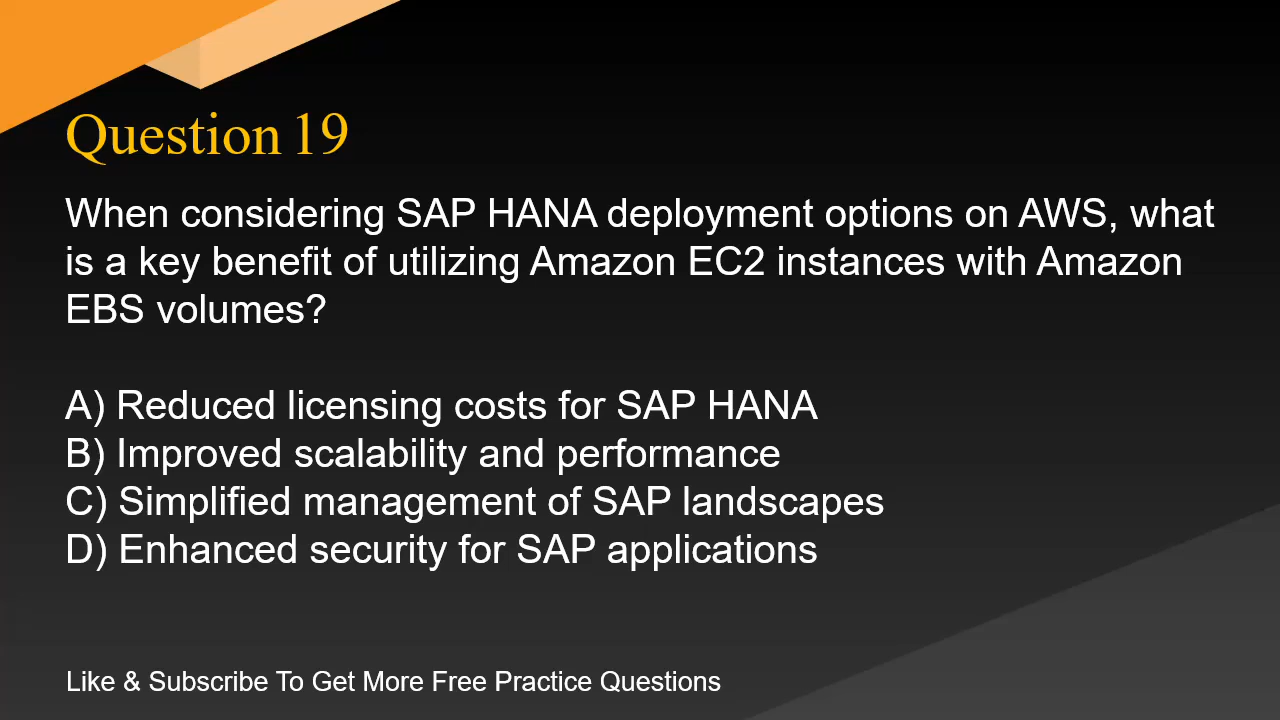 Question 19
When considering SAP HANA deployment options on AWS, what
is a key benefit of utilizing Amazon EC2 instances with Amazon
EBS volumes?
A) Reduced licensing costs for SAP HANA
B) Improved scalability and performance
C) Simplified management of SAP landscapes
D) Enhanced security for SAP applications
Like & Subscribe To Get More Free Practice Questions